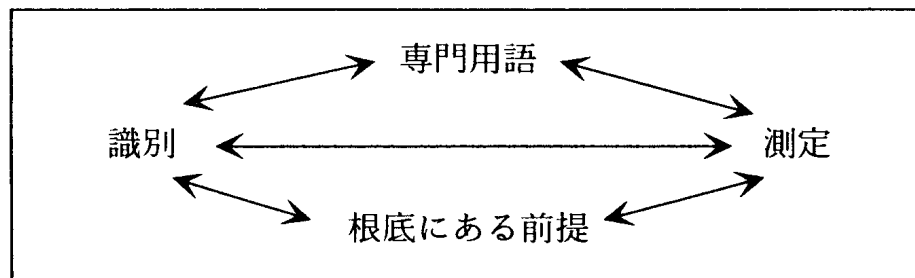 専門用語
識別
測定
根底にある前提